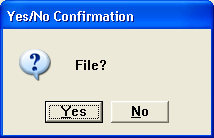 Yes/No Confirmation
File?
Yes
No